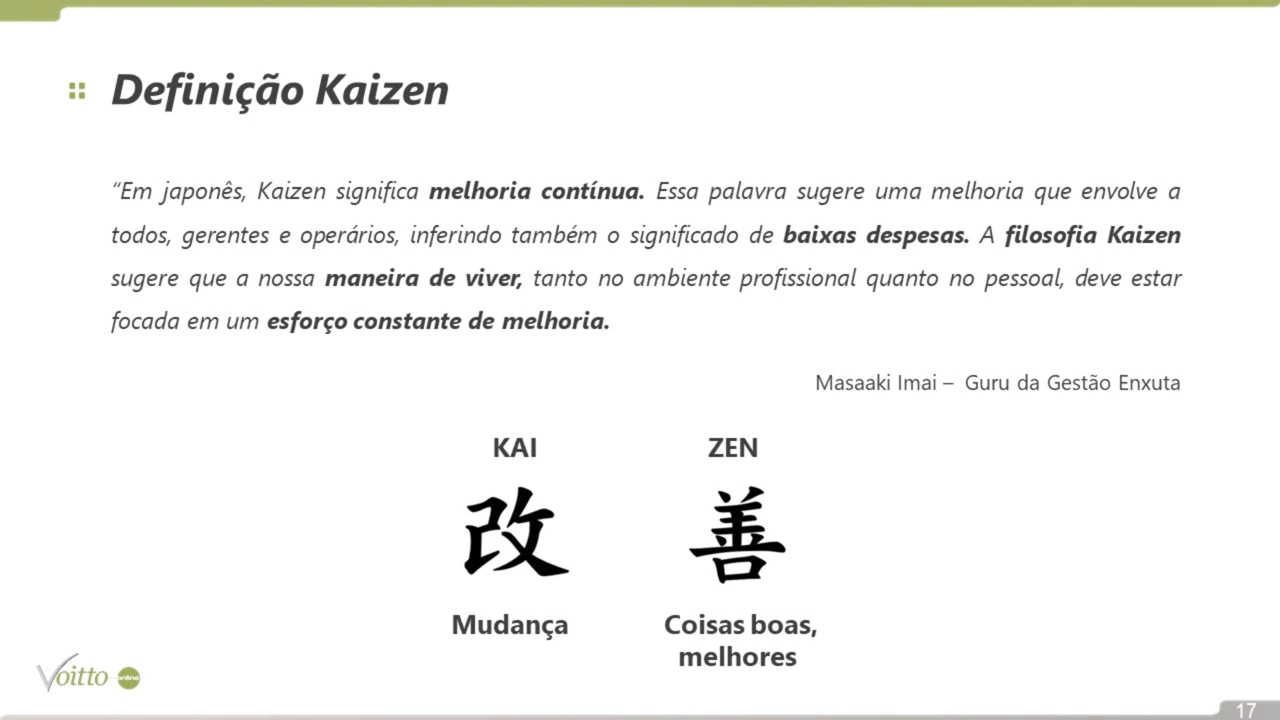 Definição Kaizen
“Em japonês, Kaizen significa melhoria contínua. Essa palavra sugere uma melhoria que envolve a
todos, gerentes e operários, inferindo também o significado de baixas despesas. A filosofia Kaizen
sugere que a nossa maneira de viver, tanto no ambiente profissional quanto no pessoal, deve estar
focada em um esforço constante de melhoria.
Masaaki Imai – Guru da Gestão Enxuta
KAI ZEN
改 善
Mudança Coisas boas,
melhores
Voitto online
17